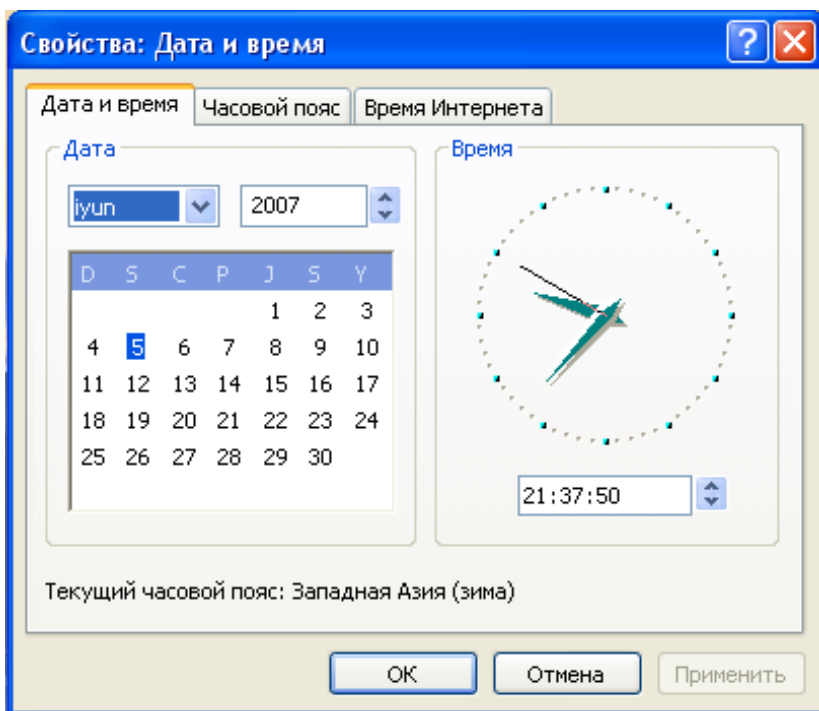 Свойства: Дата и время
Дата и время Часовой пояс Время Интернета
Дата
iyun 2007
D S C P J S Y
1 2 3
4 5 6 7 8 9 10
11 12 13 14 15 16 17
18 19 20 21 22 23 24
25 26 27 28 29 30
Время
21:37:50
Текущий часовой пояс: Западная Азия (зима)
ОК Отмена Применить